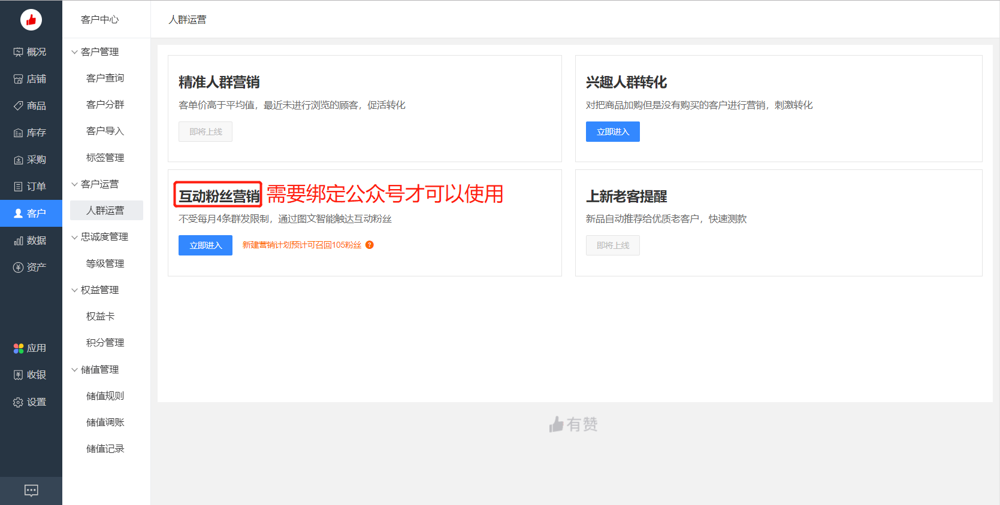 概况
店铺
商品
库存
采购
订单
客户
数据
资产
应用
收银
设置
客户中心
客户管理
客户查询
客户分群
客户导入
标签管理
客户运营
人群运营
忠诚度管理
等级管理
权益管理
权益卡
积分管理
储值管理
储值规则
储值调账
储值记录
人群运营
精准人群营销
客单价高于平均值，最近未进行浏览的顾客，促活转化
即将上线
兴趣人群转化
对把商品加购但是没有购买的客户进行营销，刺激转化
立即进入
互动粉丝营销 需要绑定公众号才可以使用
不受每月4条群发限制，通过图文智能触达互动粉丝
立即进入 新建营销计划预计可召回105粉丝 ?
上新老客提醒
新品自动推荐给优质老客户，快速测款
即将上线
有赞